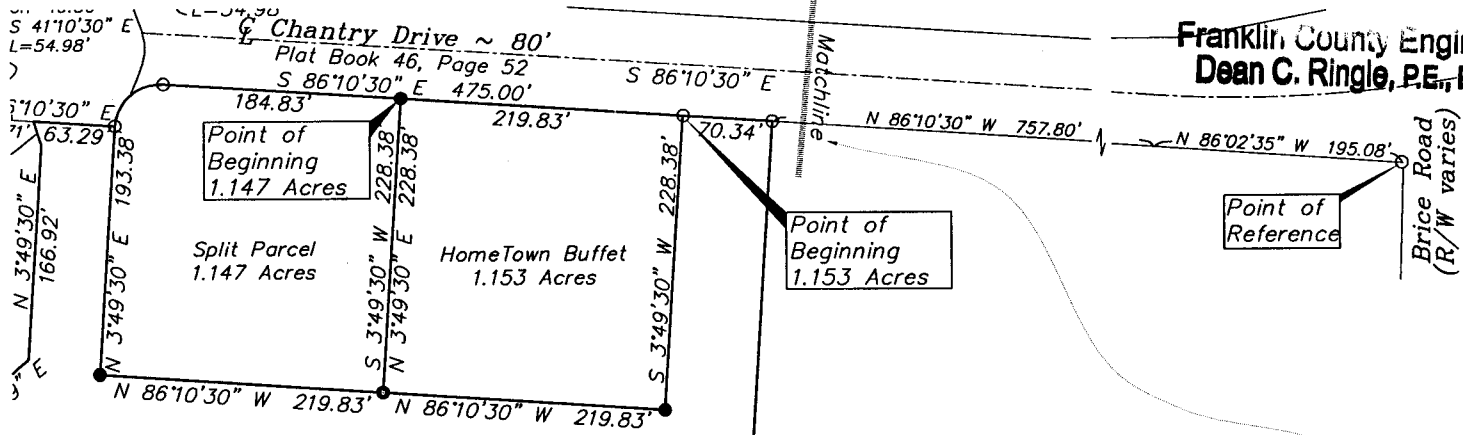 S 41°10'30" E
L=54.98'
L=54.98'
℄ Chantry Drive ~ 80'
Plat Book 46, Page 52
S 86°10'30" E
S 86°10'30" E
184.83'
475.00'
219.83'
70.34'
Matchline
Franklin County
Dean C. Ringle, P.E.,
N 86°10'30" W 757.80'
N 86°02'35" W 195.08'
Brice Road
(R/W varies)
10'30" E
71'
63.29
Point of
Beginning
1.147 Acres
Point of
Beginning
1.153 Acres
Point of
Reference
N 3°49'30" E
166.92'
N 3°49'30" E 193.38'
Split Parcel
1.147 Acres
S 3°49'30" W 228.38'
N 3°49'30" E 228.38'
HomeTown Buffet
1.153 Acres
S 3°49'30" W 228.38'
E
N 86°10'30" W 219.83'
N 86°10'30" W 219.83'